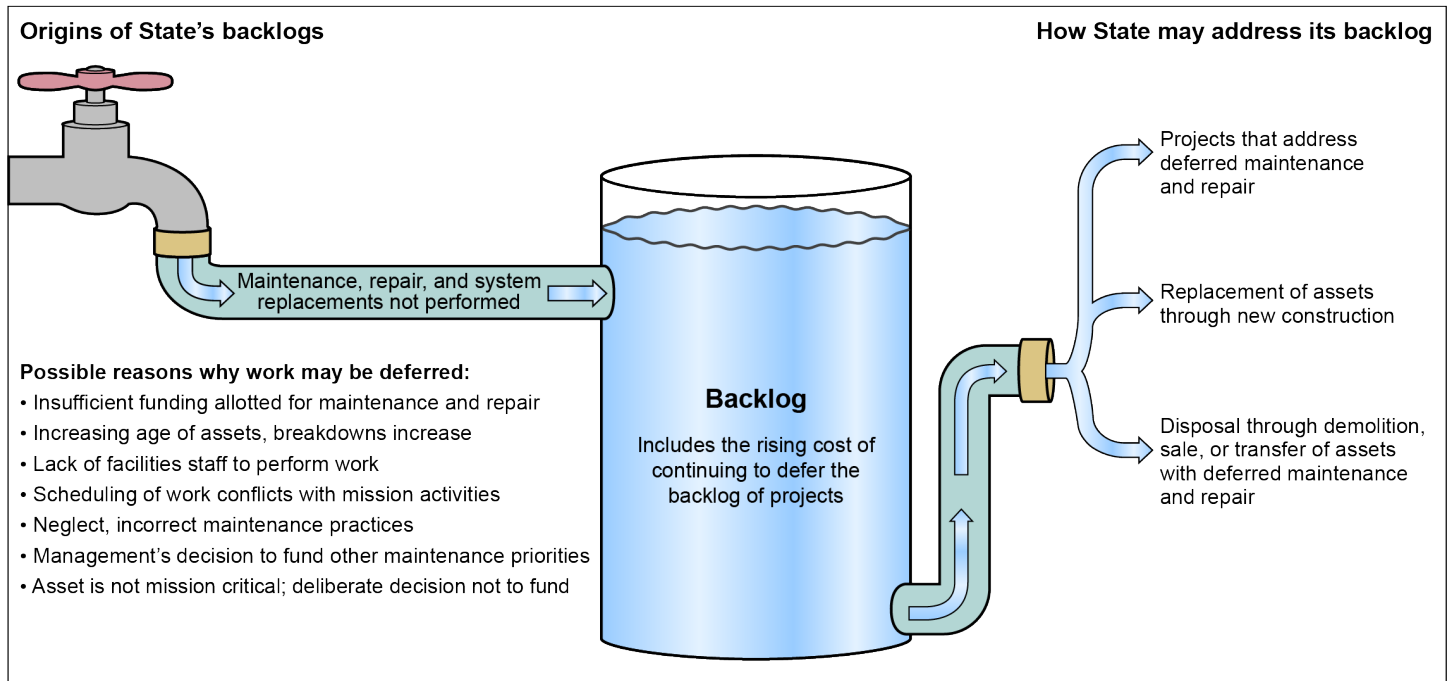 Origins of State’s backlogs
How State may address its backlog
Maintenance, repair, and system
replacements not performed
Possible reasons why work may be deferred:
• Insufficient funding allotted for maintenance and repair
• Increasing age of assets, breakdowns increase
• Lack of facilities staff to perform work
• Scheduling of work conflicts with mission activities
• Neglect, incorrect maintenance practices
• Management’s decision to fund other maintenance priorities
• Asset is not mission critical; deliberate decision not to fund
Backlog
Includes the rising cost of
continuing to defer the
backlog of projects
Projects that address
deferred maintenance
and repair
Replacement of assets
through new construction
Disposal through demolition,
sale, or transfer of assets
with deferred maintenance
and repair